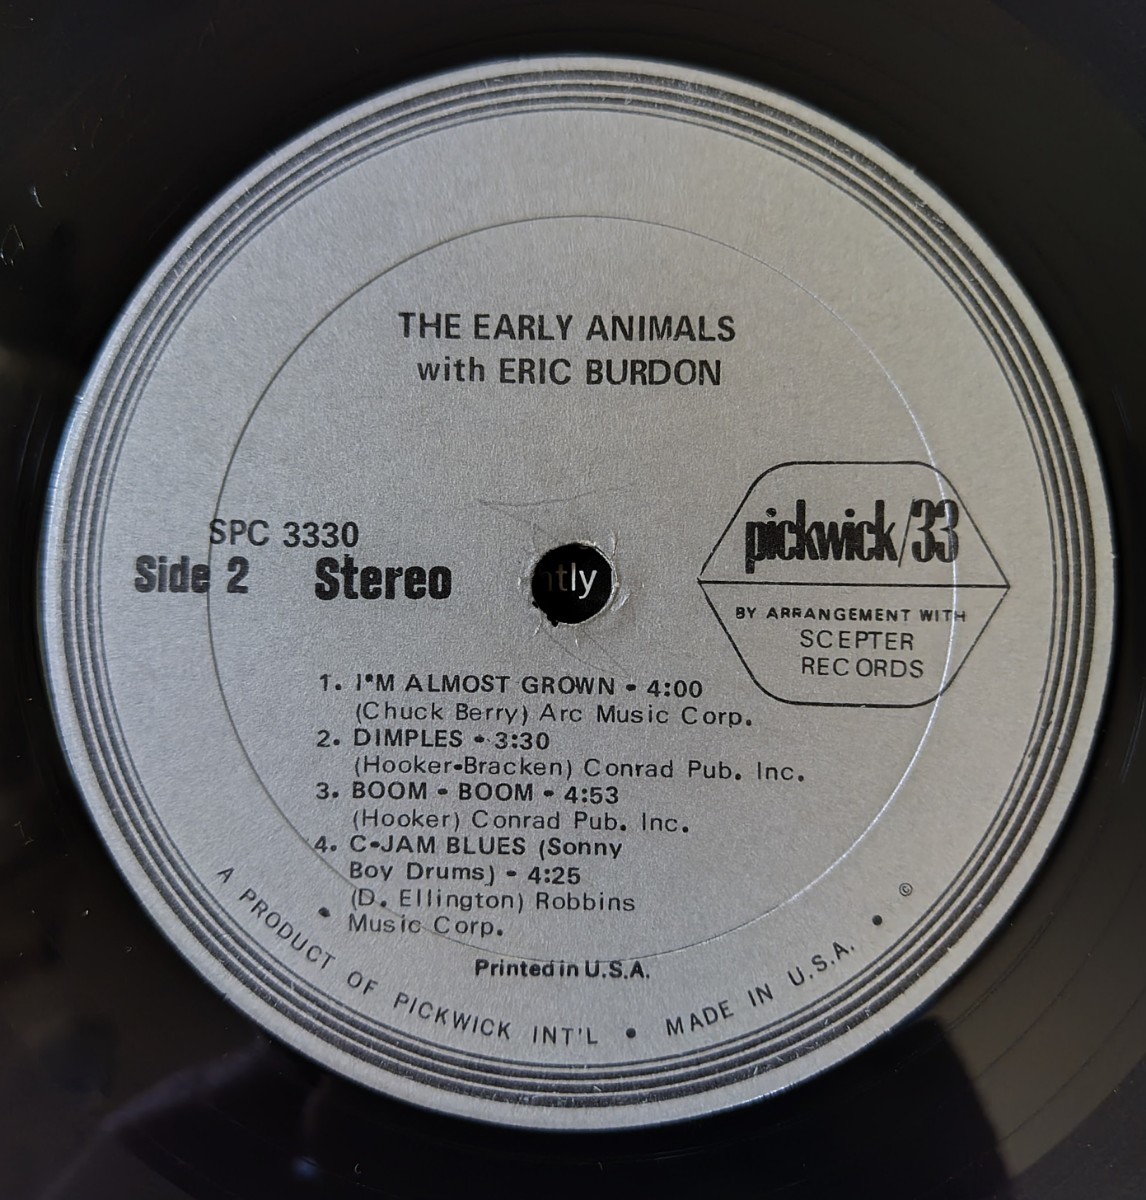 THE EARLY ANIMALS
with ERIC BURDON
SPC 3330
Side 2 Stereo
pickwick/33
BY ARRANGEMENT WITH
SCEPTER
RECORDS
tly
1. I'M ALMOST GROWN - 4:00
(Chuck Berry) Arc Music Corp.
2. DIMPLES - 3:30
(Hooker-Bracken) Conrad Pub. Inc.
3. BOOM - BOOM - 4:53
(Hooker) Conrad Pub. Inc.
4. C-JAM BLUES (Sonny
Boy Drums) - 4:25
(D. Ellington) Robbins
Music Corp.
Printed in U.S.A.
• A PRODUCT OF PICKWICK INT'L • MADE IN U.S.A. • ©